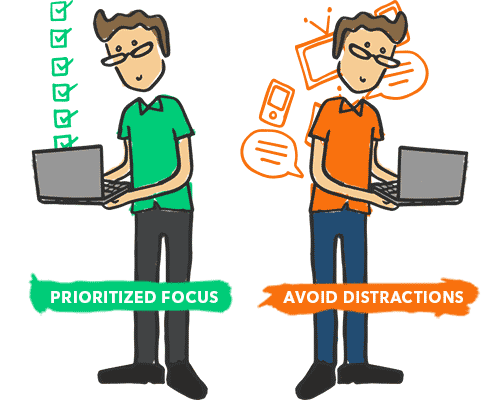 PRIORITIZED FOCUS
AVOID DISTRACTIONS